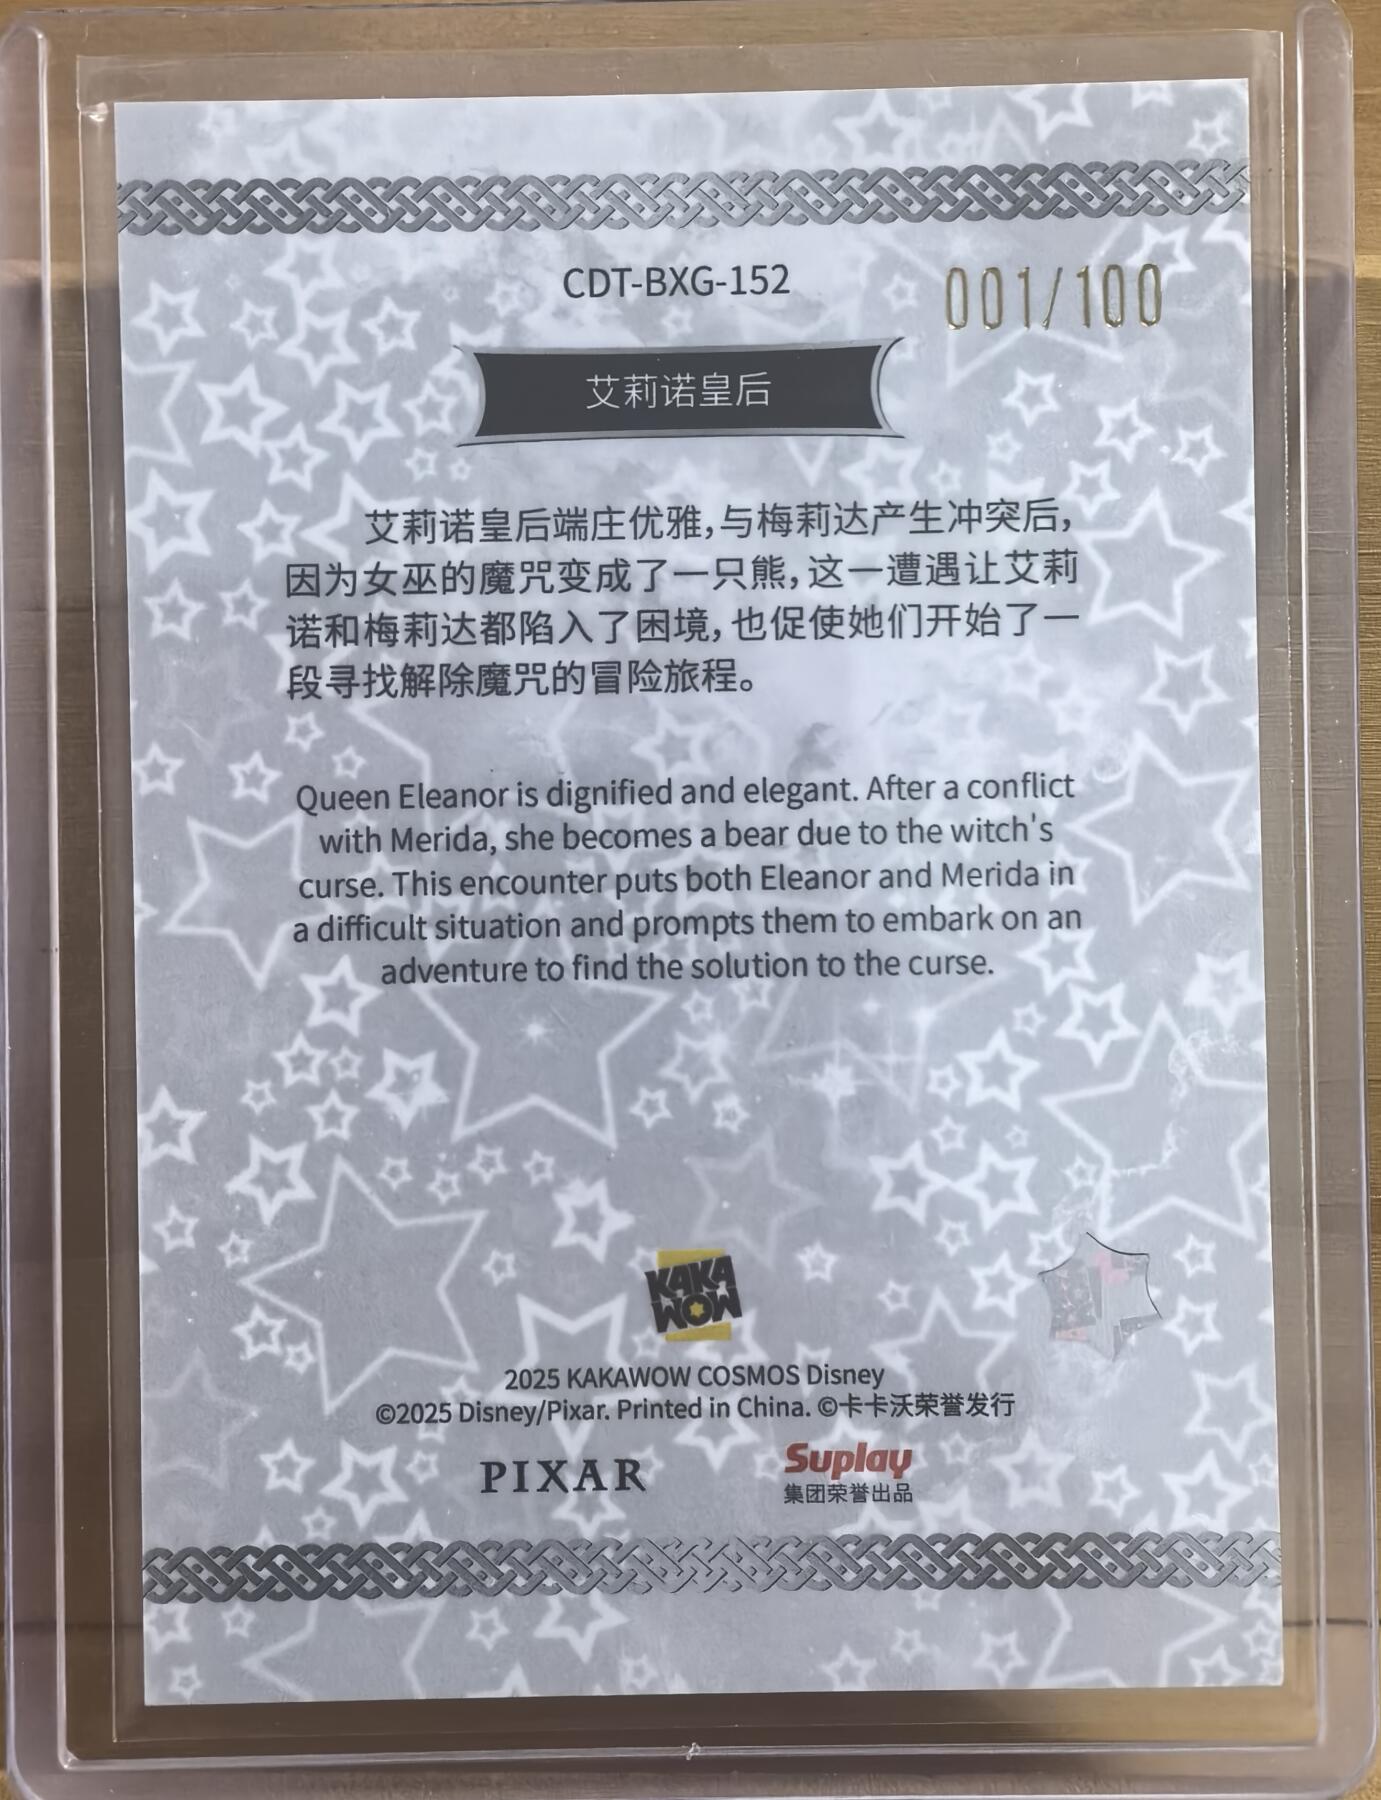 CDT-BXG-152
001/100
艾莉诺皇后
艾莉诺皇后端庄优雅,与梅莉达产生冲突后,
因为女巫的魔咒变成了一只熊,这一遭遇让艾莉
诺和梅莉达都陷入了困境,也促使她们开始了一
段寻找解除魔咒的冒险旅程。
Queen Eleanor is dignified and elegant. After a conflict
with Merida, she becomes a bear due to the witch's
curse. This encounter puts both Eleanor and Merida in
a difficult situation and prompts them to embark on an
adventure to find the solution to the curse.
KAKA
WOW
2025 KAKAWOW COSMOS Disney
©2025 Disney/Pixar. Printed in China. ©卡卡沃荣誉发行
PIXAR
Suplay
集团荣誉出品